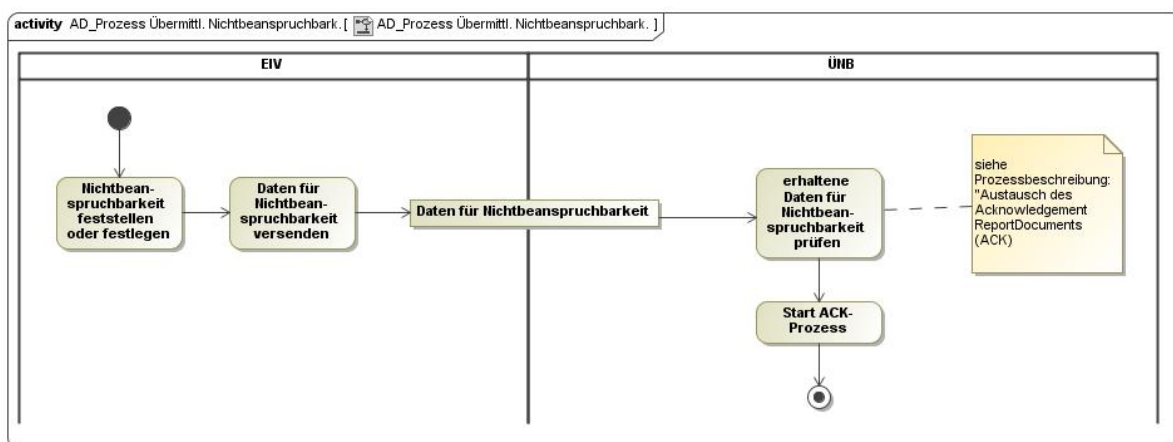 activity AD_Prozess Übermittl. Nichtbeanspruchbark. [ AD_Prozess Übermittl. Nichtbeanspruchbark. ]
EIV
ÜNB
Nichtbean-
spruchbarkeit
feststellen
oder festlegen
Daten für
Nichtbean-
spruchbarkeit
versenden
Daten für Nichtbeanspruchbarkeit
erhaltene
Daten für
Nichtbean-
spruchbarkeit
prüfen
siehe
Prozessbeschreibung:
"Austausch des
Acknowledgement
ReportDocuments
(ACK)
Start ACK-
Prozess